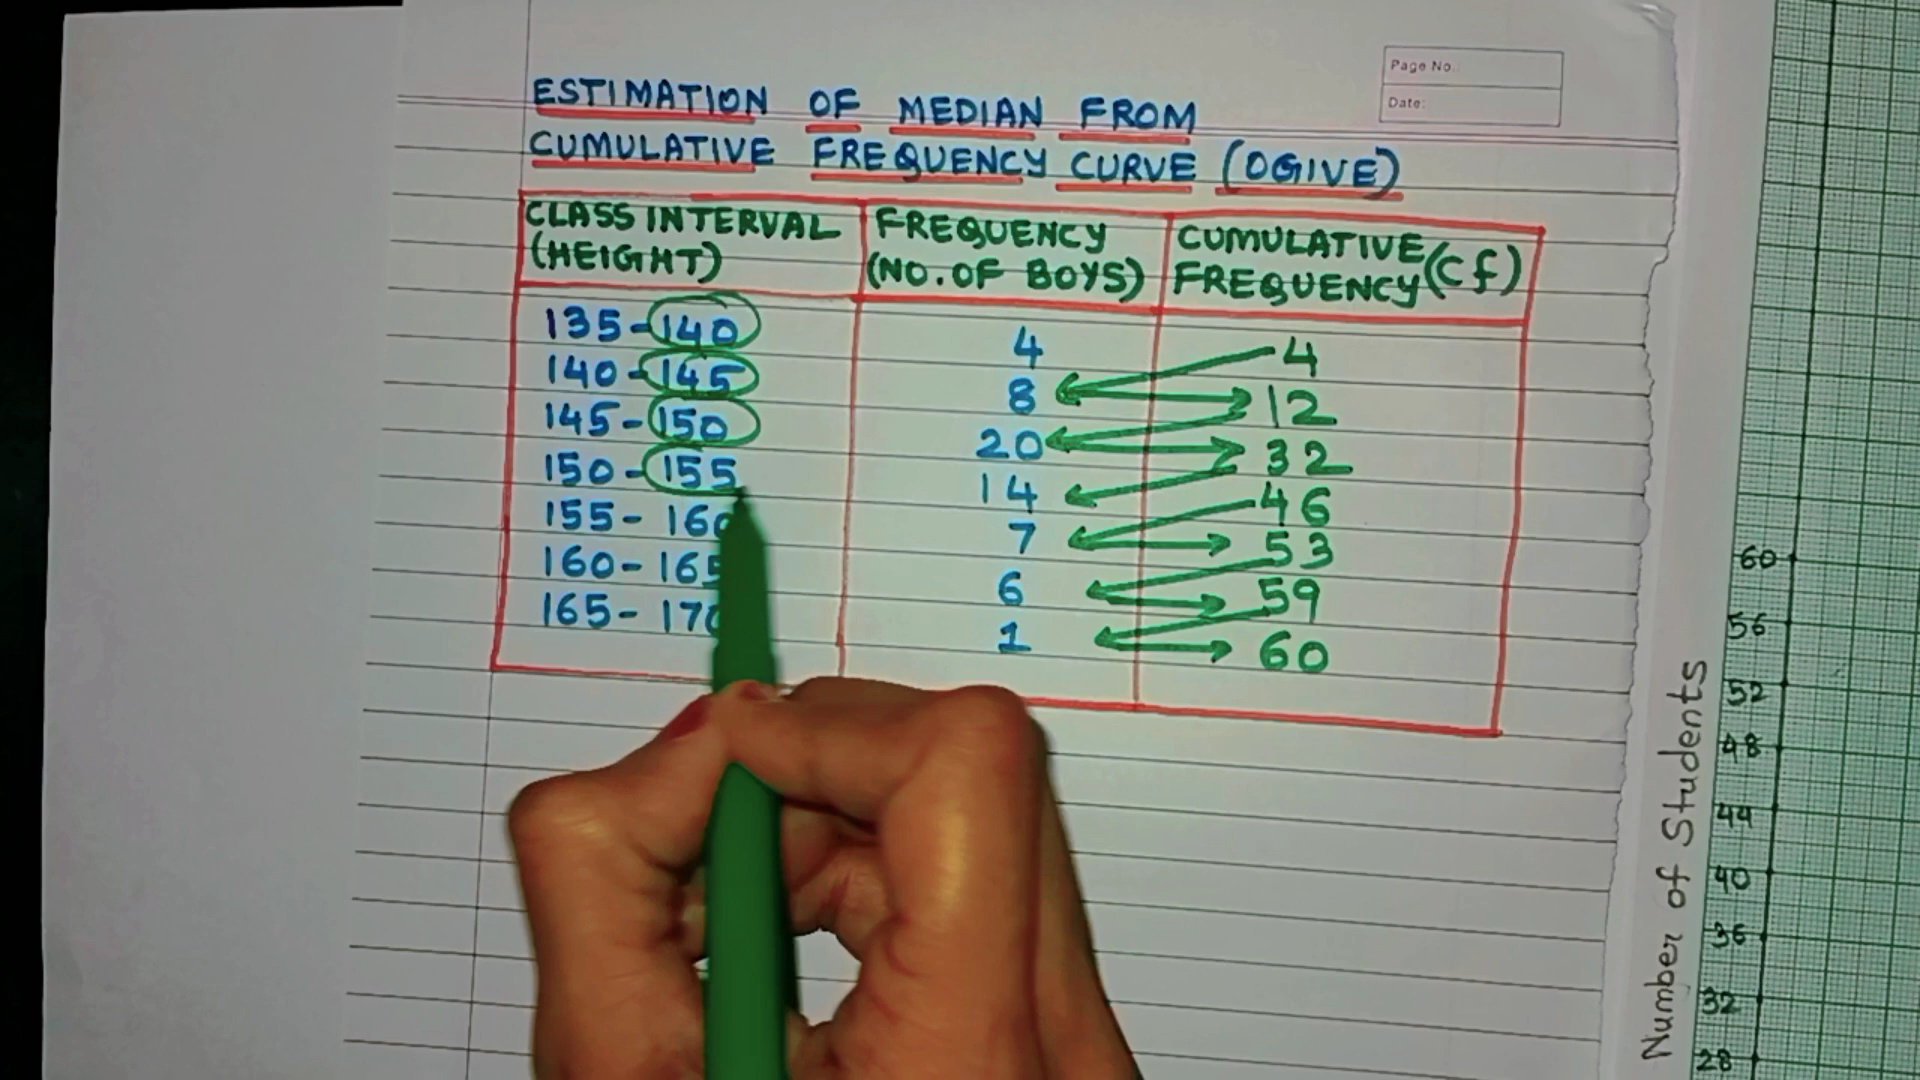 Page No.
Date:
ESTIMATION OF MEDIAN FROM
CUMULATIVE FREQUENCY CURVE (OGIVE)
CLASS INTERVAL (HEIGHT) FREQUENCY (NO. OF BOYS) CUMULATIVE FREQUENCY (cf)
135-140 4 4
140-145 8 12
145-150 20 32
150-155 14 46
155-160 7 53
160-165 6 59
165-170 1 60
Number of Students
60
56
52
48
44
40
36
32
28